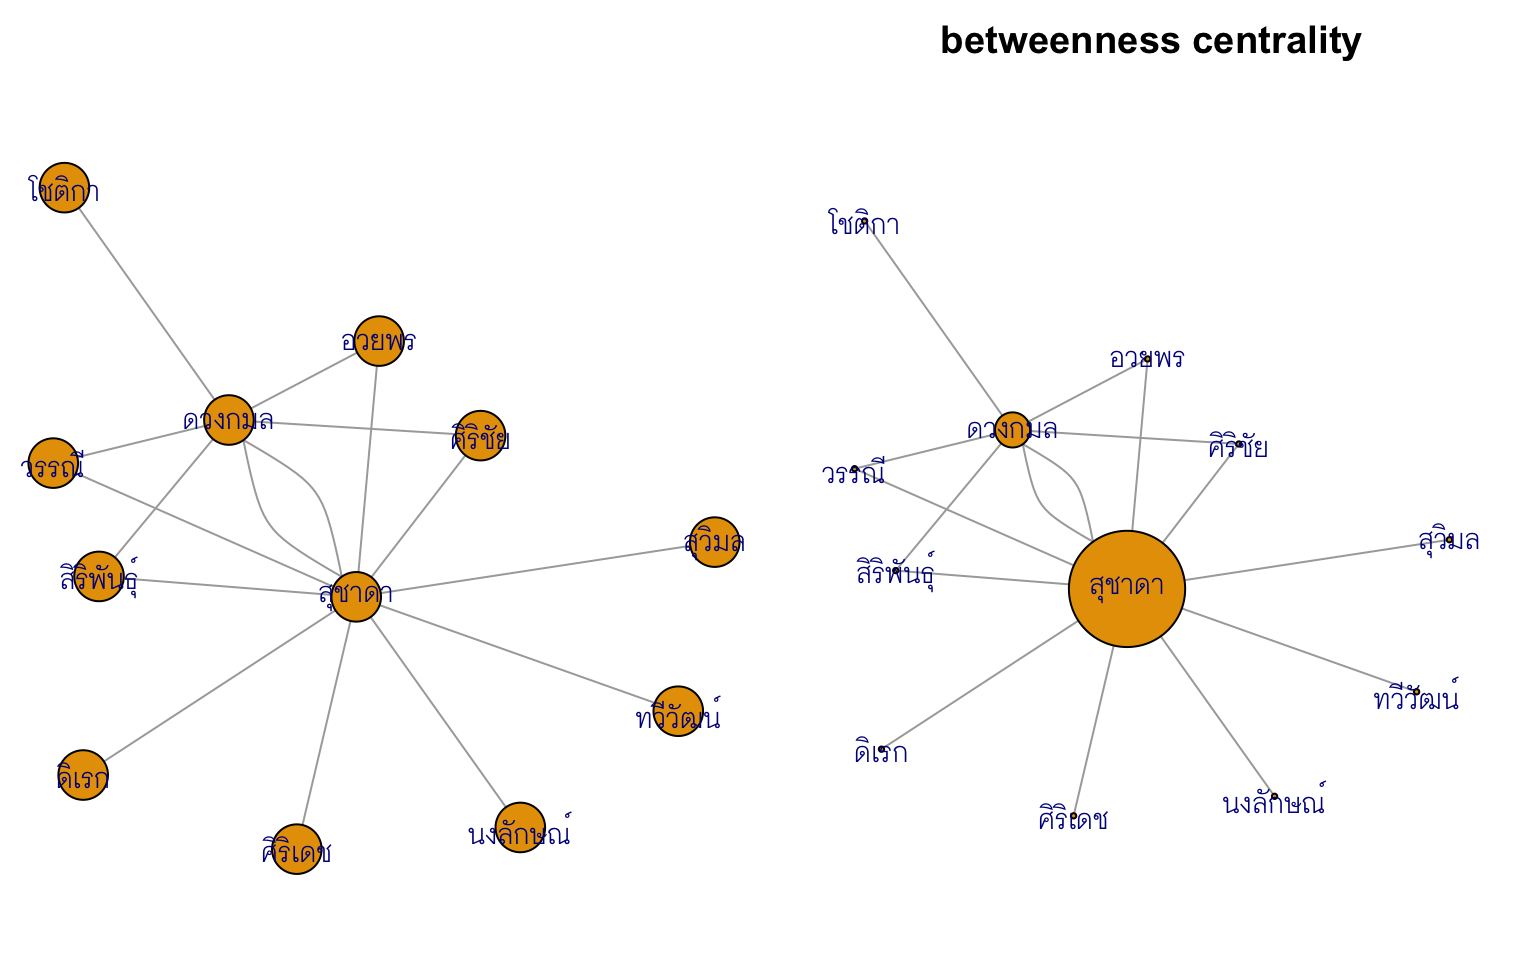 betweenness centrality
โชติกา
อวยพร
ดวงกมล
ศิริชัย
วรรณี
สุวิมล
สิริพันธุ์
สุชาดา
ทวีวัฒน์
ดิเรก
นงลักษณ์
ศิริเดช
โชติกา
อวยพร
ดวงกมล
ศิริชัย
วรรณี
สุวิมล
สิริพันธุ์
สุชาดา
ทวีวัฒน์
ดิเรก
นงลักษณ์
ศิริเดช